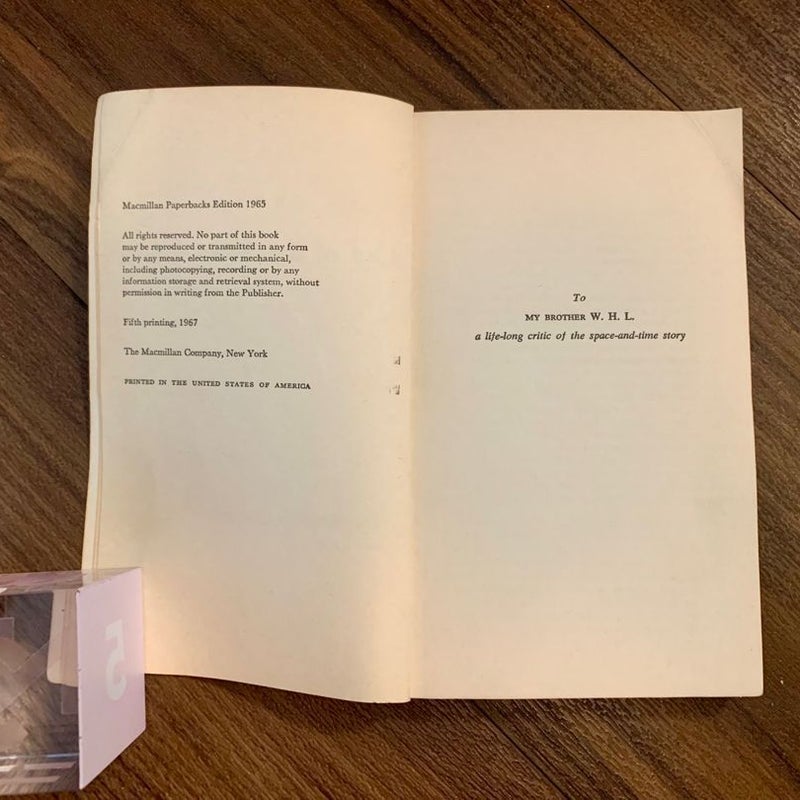 Macmillan Paperbacks Edition 1965
All rights reserved. No part of this book
may be reproduced or transmitted in any form
or by any means, electronic or mechanical,
including photocopying, recording or by any
information storage and retrieval system, without
permission in writing from the Publisher.
Fifth printing, 1967
The Macmillan Company, New York
PRINTED IN THE UNITED STATES OF AMERICA
To
MY BROTHER W. H. L.
a life-long critic of the space-and-time story
5